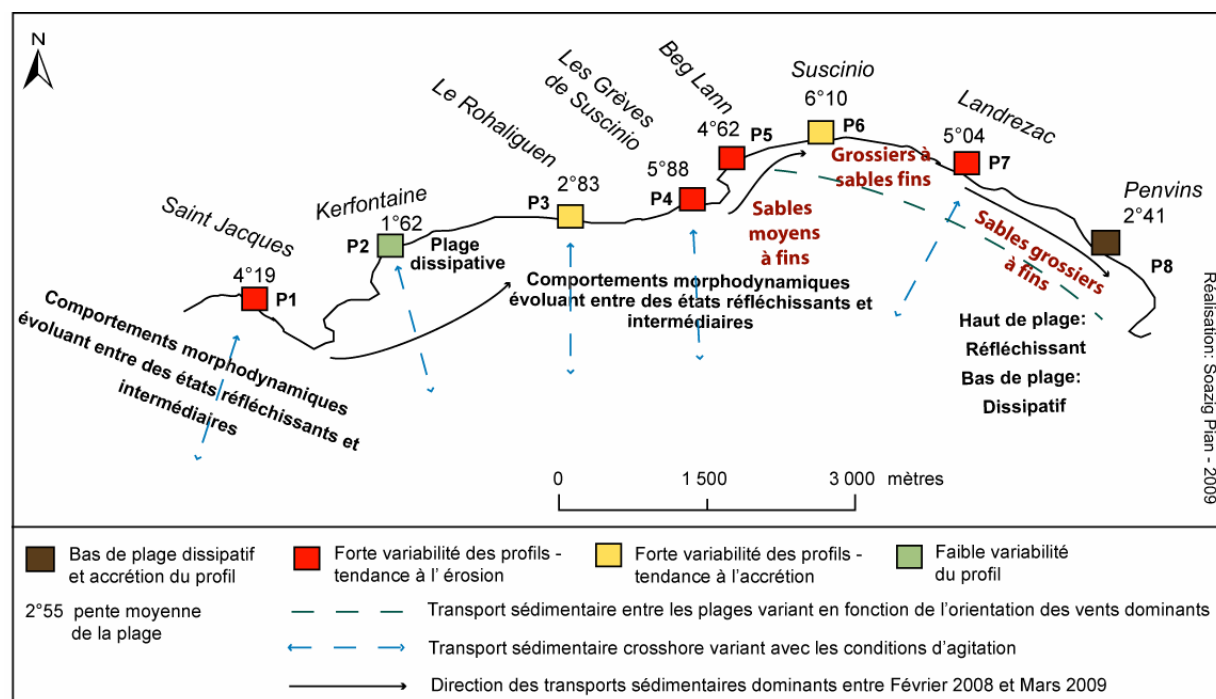 N
Saint Jacques
4°19
P1
Kerfontaine
1°62
P2
Plage
dissipative
Le Rohaliguen
2°83
P3
Les Grèves
de Suscinio
5°88
P4
Beg Lann
4°62
P5
Suscinio
6°10
P6
Landrezac
5°04
P7
Penvins
2°41
P8
Grossiers à
sables fins
Sables
moyens
à fins
Sables grossiers
à fins
Comportements morphodynamiques
évoluant entre des états réfléchissants et
intermédiaires
Comportements morphodynamiques
évoluant entre des états réfléchissants et
intermédiaires
Haut de plage:
Réfléchissant
Bas de plage:
Dissipatif
0 1 500 3 000 mètres
Réalisation: Soazig Pian - 2009
Bas de plage dissipatif
et accrétion du profil
Forte variabilité des profils -
tendance à l' érosion
Forte variabilité des profils -
tendance à l'accrétion
Faible variabilité
du profil
2°55 pente moyenne
de la plage
Transport sédimentaire entre les plages variant en fonction de l'orientation des vents dominants
Transport sédimentaire crosshore variant avec les conditions d'agitation
Direction des transports sédimentaires dominants entre Février 2008 et Mars 2009